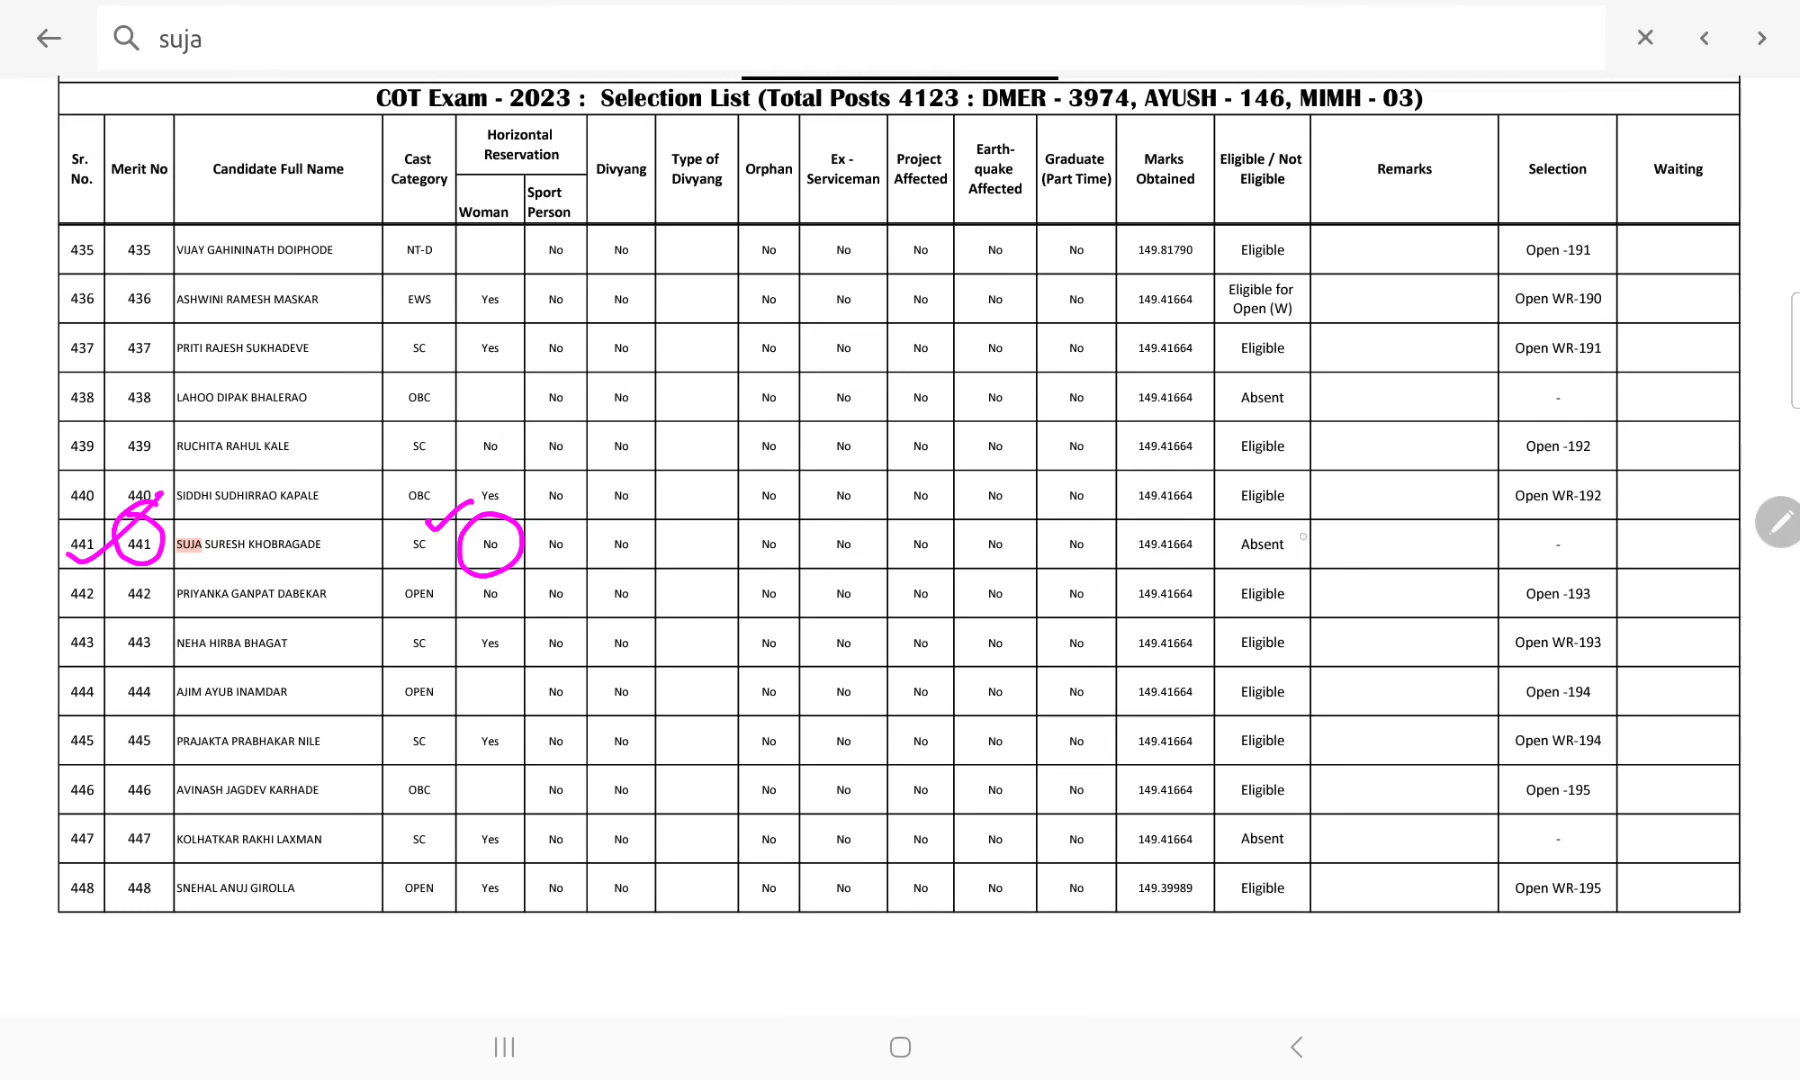 suja
COT Exam - 2023 : Selection List (Total Posts 4123 : DMER - 3974, AYUSH - 146, MIMH - 03)
Sr. No. Merit No Candidate Full Name Cast Category Horizontal Reservation Woman Sport Person Divyang Type of Divyang Orphan Ex - Serviceman Project Affected Earth-quake Affected Graduate (Part Time) Marks Obtained Eligible / Not Eligible Remarks Selection Waiting
435 435 VIJAY GAHININATH DOIPHODE NT-D No No No No No No No 149.81790 Eligible Open -191
436 436 ASHWINI RAMESH MASKAR EWS Yes No No No No No No No 149.41664 Eligible for Open (W) Open WR-190
437 437 PRITI RAJESH SUKHADEVE SC Yes No No No No No No No 149.41664 Eligible Open WR-191
438 438 LAHOO DIPAK BHALERAO OBC No No No No No No No 149.41664 Absent -
439 439 RUCHITA RAHUL KALE SC No No No No No No No No 149.41664 Eligible Open -192
440 440 SIDDHI SUDHIRRAO KAPALE OBC Yes No No No No No No No 149.41664 Eligible Open WR-192
441 441 SUJA SURESH KHOBRAGADE SC No No No No No No No No 149.41664 Absent -
442 442 PRIYANKA GANPAT DABEKAR OPEN No No No No No No No No 149.41664 Eligible Open -193
443 443 NEHA HIRBA BHAGAT SC Yes No No No No No No No 149.41664 Eligible Open WR-193
444 444 AJIM AYUB INAMDAR OPEN No No No No No No No 149.41664 Eligible Open -194
445 445 PRAJAKTA PRABHAKAR NILE SC Yes No No No No No No No 149.41664 Eligible Open WR-194
446 446 AVINASH JAGDEV KARHADE OBC No No No No No No No 149.41664 Eligible Open -195
447 447 KOLHATKAR RAKHI LAXMAN SC Yes No No No No No No No 149.41664 Absent -
448 448 SNEHAL ANUJ GIROLLA OPEN Yes No No No No No No No 149.39989 Eligible Open WR-195